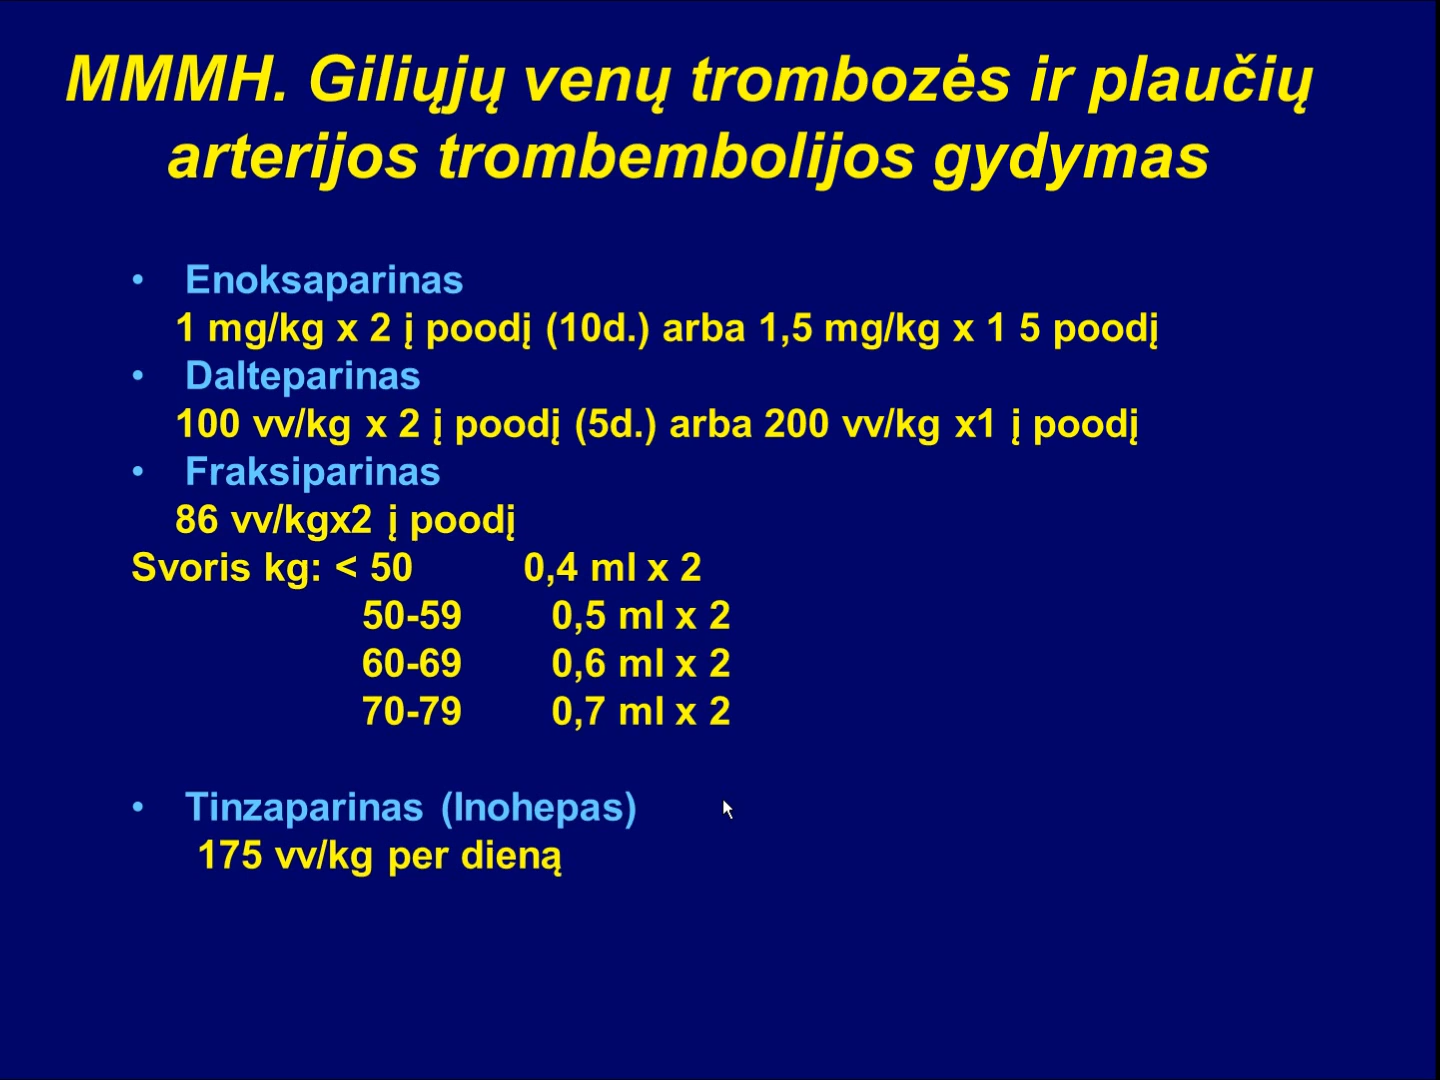 MMMH. Giliųjų venų trombozės ir plaučių
arterijos trombembolijos gydymas
• Enoksaparinas
1 mg/kg x 2 į poodį (10d.) arba 1,5 mg/kg x 1 5 poodį
• Dalteparinas
100 vv/kg x 2 į poodį (5d.) arba 200 vv/kg x1 į poodį
• Fraksiparinas
86 vv/kgx2 į poodį
Svoris kg: < 50 0,4 ml x 2
50-59 0,5 ml x 2
60-69 0,6 ml x 2
70-79 0,7 ml x 2
• Tinzaparinas (Inohepas)
175 vv/kg per dieną